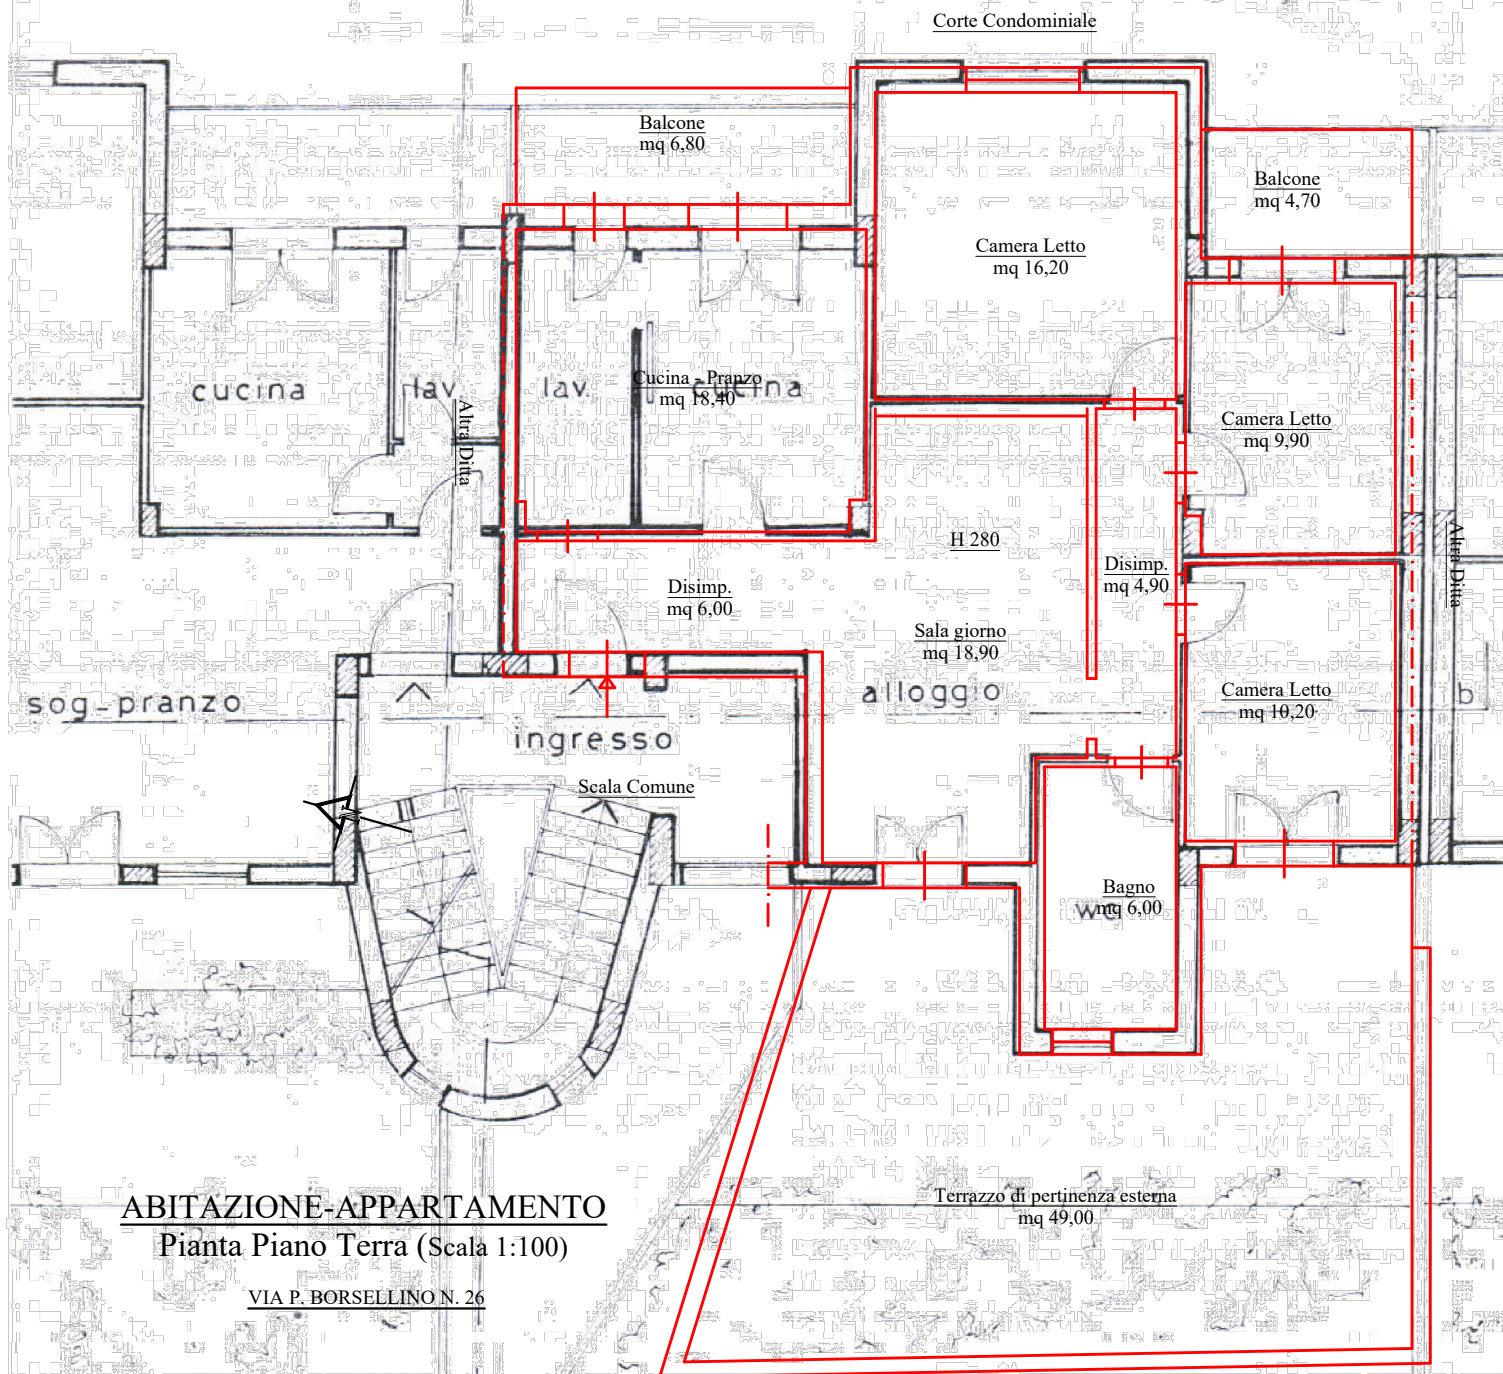 Corte Condominiale
Balcone
mq 6,80
Balcone
mq 4,70
Camera Letto
mq 16,20
cucina
lav.
Altra Ditta
lav.
cucina
Cucina - Pranzo
mq 18,40
Camera Letto
mq 9,90
H 280
Altra Ditta
Disimp.
mq 4,90
Disimp.
mq 6,00
Sala giorno
mq 18,90
sog-pranzo
alloggio
Camera Letto
mq 10,20
b
ingresso
Scala Comune
N
Bagno
mq 6,00
wc
ABITAZIONE-APPARTAMENTO
Pianta Piano Terra (Scala 1:100)
VIA P. BORSELLINO N. 26
Terrazzo di pertinenza esterna
mq 49,00